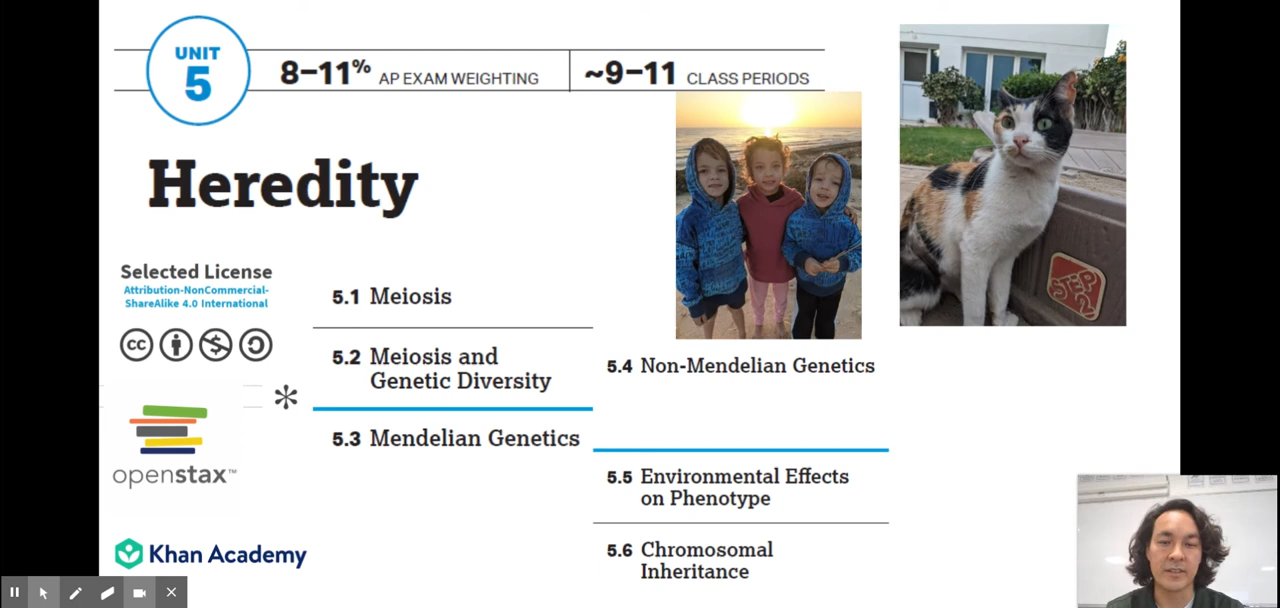 UNIT
5
8–11% AP EXAM WEIGHTING
~9–11 CLASS PERIODS
Heredity
Selected License
Attribution-NonCommercial-
ShareAlike 4.0 International
cc
5.1 Meiosis
5.2 Meiosis and
Genetic Diversity
5.3 Mendelian Genetics
5.4 Non-Mendelian Genetics
5.5 Environmental Effects
on Phenotype
5.6 Chromosomal
Inheritance
openstax™
Khan Academy
STEP
2